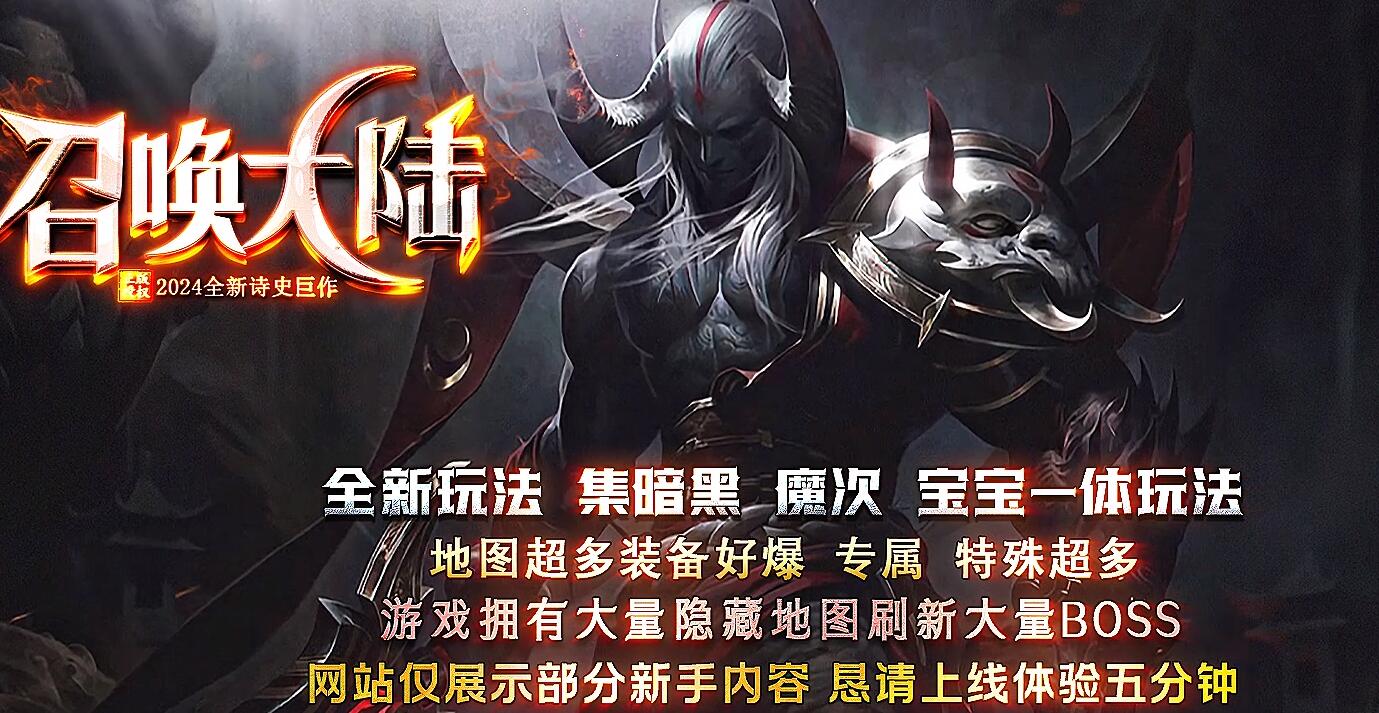 召唤大陆
正版授权 2024全新诗史巨作
全新玩法 集暗黑 魔次 宝宝一体玩法
地图超多装备好爆 专属 特殊超多
游戏拥有大量隐藏地图刷新大量BOSS
网站仅展示部分新手内容 恳请上线体验五分钟